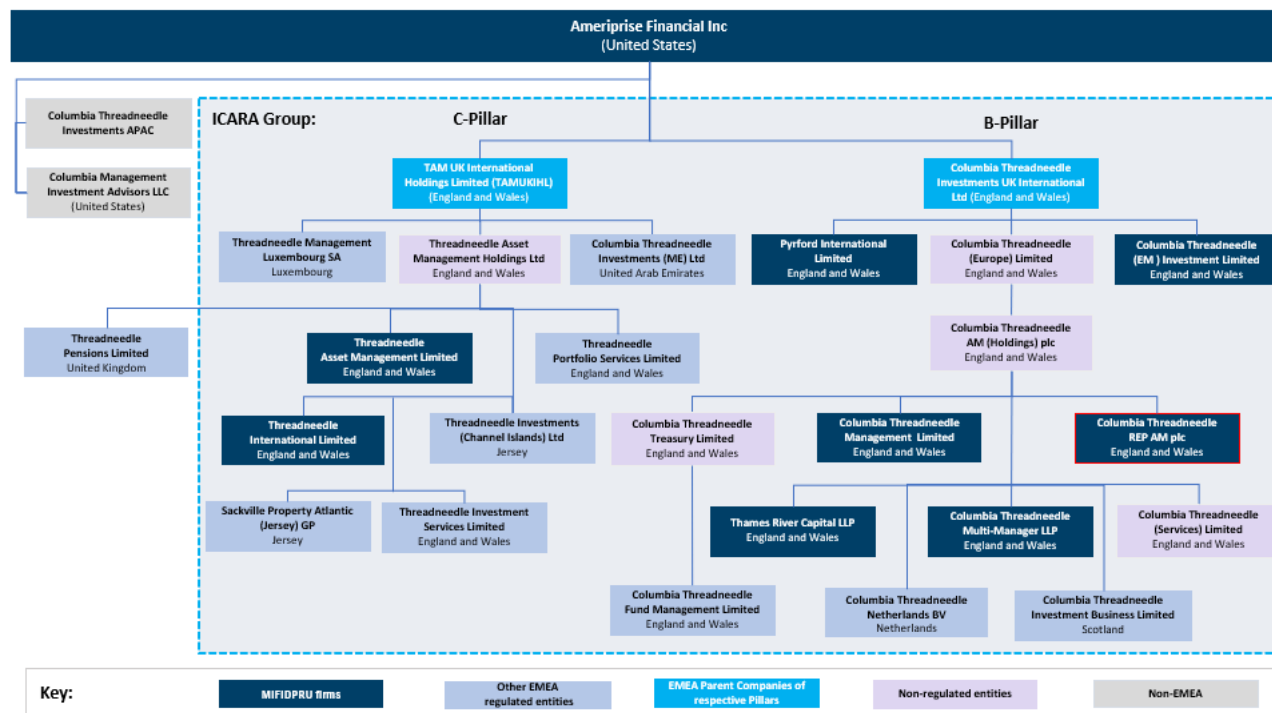 Ameriprise Financial Inc
(United States)
Columbia Threadneedle
Investments APAC
Columbia Management
Investment Advisors LLC
(United States)
ICARA Group:
C-Pillar
B-Pillar
TAM UK International
Holdings Limited (TAMUKIHL)
(England and Wales)
Columbia Threadneedle
Investments UK International
Ltd (England and Wales)
Threadneedle Management
Luxembourg SA
Luxembourg
Threadneedle Asset
Management Holdings Ltd
England and Wales
Columbia Threadneedle
Investments (ME) Ltd
United Arab Emirates
Pyrford International
Limited
England and Wales
Columbia Threadneedle
(Europe) Limited
England and Wales
Columbia Threadneedle
(EM ) Investment Limited
England and Wales
Threadneedle
Pensions Limited
United Kingdom
Threadneedle
Asset Management Limited
England and Wales
Threadneedle
Portfolio Services Limited
England and Wales
Columbia Threadneedle
AM (Holdings) plc
England and Wales
Threadneedle
International Limited
England and Wales
Threadneedle Investments
(Channel Islands) Ltd
Jersey
Columbia Threadneedle
Treasury Limited
England and Wales
Columbia Threadneedle
Management Limited
England and Wales
Columbia Threadneedle
REP AM plc
England and Wales
Sackville Property Atlantic
(Jersey) GP
Jersey
Threadneedle Investment
Services Limited
England and Wales
Thames River Capital LLP
England and Wales
Columbia Threadneedle
Multi-Manager LLP
England and Wales
Columbia Threadneedle
(Services) Limited
England and Wales
Columbia Threadneedle
Fund Management Limited
England and Wales
Columbia Threadneedle
Netherlands BV
Netherlands
Columbia Threadneedle
Investment Business Limited
Scotland
Key:
MIFIDPRU firms
Other EMEA
regulated entities
EMEA Parent Companies of
respective Pillars
Non-regulated entities
Non-EMEA